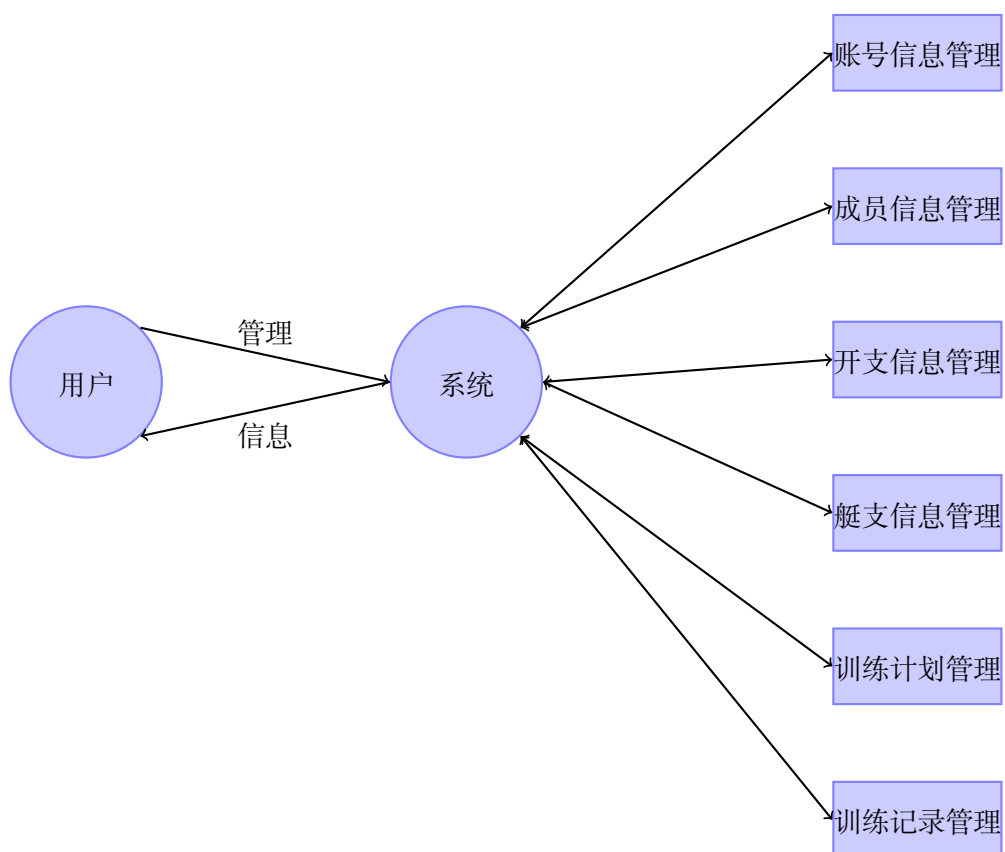 用户
管理
信息
系统
账号信息管理
成员信息管理
开支信息管理
艇支信息管理
训练计划管理
训练记录管理